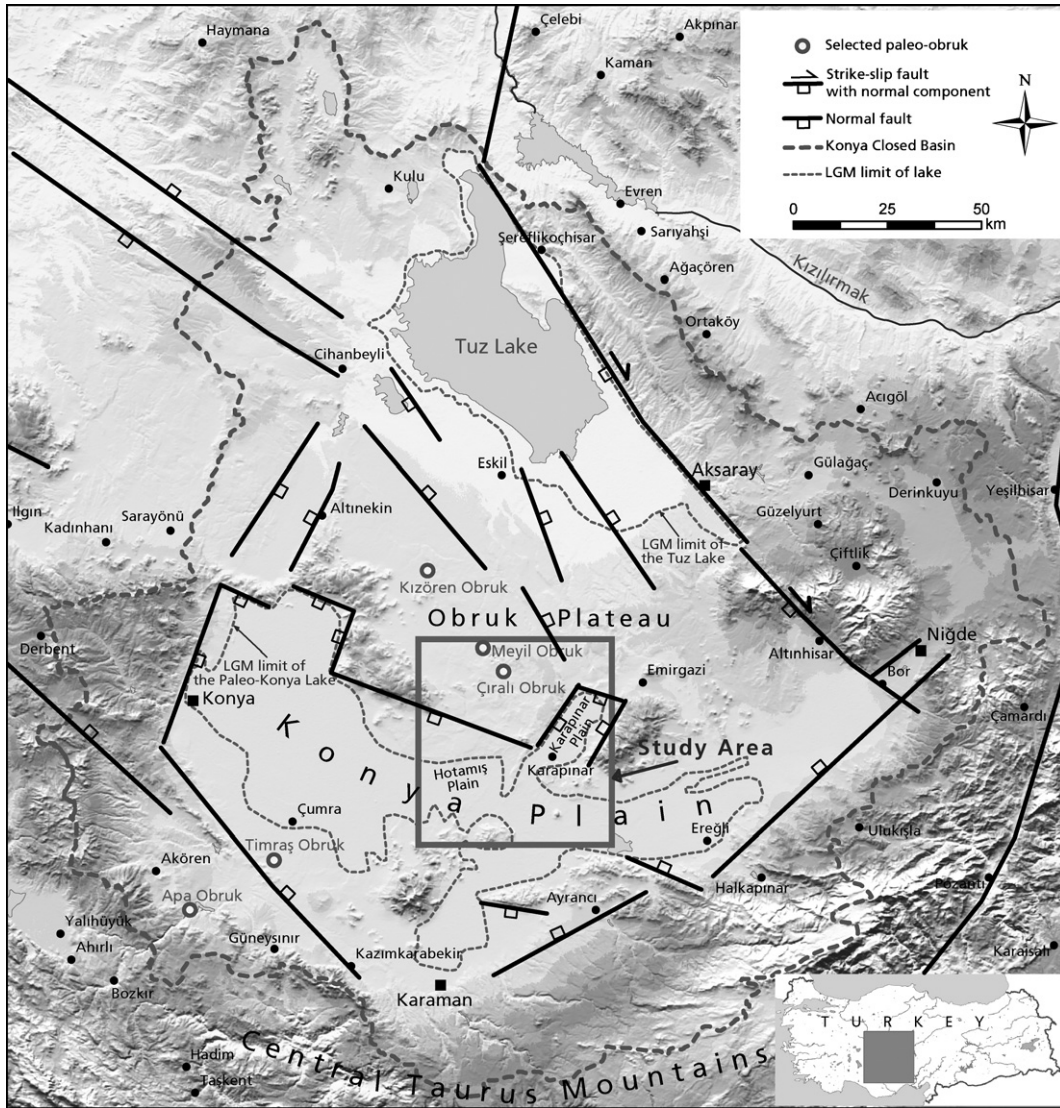 Haymana
Çelebi
Akpınar
Kaman
Selected paleo-obruk
Strike-slip fault
with normal component
Normal fault
Konya Closed Basin
LGM limit of lake
N
0 25 50
km
Kulu
Evren
Şereflikoçhisar
Sarıyahşi
Ağaçören
Kızılırmak
Ortaköy
Tuz Lake
Cihanbeyli
Acıgöl
Eskil
Aksaray
Gülağaç
Derinkuyu
Yeşilhisar
Ilgın
Kadınhanı
Sarayönü
Altınekin
Güzelyurt
LGM limit of
the Tuz Lake
Çiftlik
Kızören Obruk
Obruk Plateau
Derbent
Meyil Obruk
Altınhisar
Niğde
LGM limit of
the Paleo-Konya Lake
Çıralı Obruk
Emirgazi
Bor
Konya
Karapınar
Plain
Çamardı
Study Area
Karapınar
Hotamış
Plain
Konya Plain
Çumra
Ereğli
Ulukışla
Timraş Obruk
Akören
Halkapınar
Pozantı
Apa Obruk
Ayrancı
Yalıhüyük
Ahırlı
Güneysınır
Kazımkarabekir
Karaisalı
Bozkır
Karaman
TURKEY
Central Taurus Mountains
Hadim
Taşkent